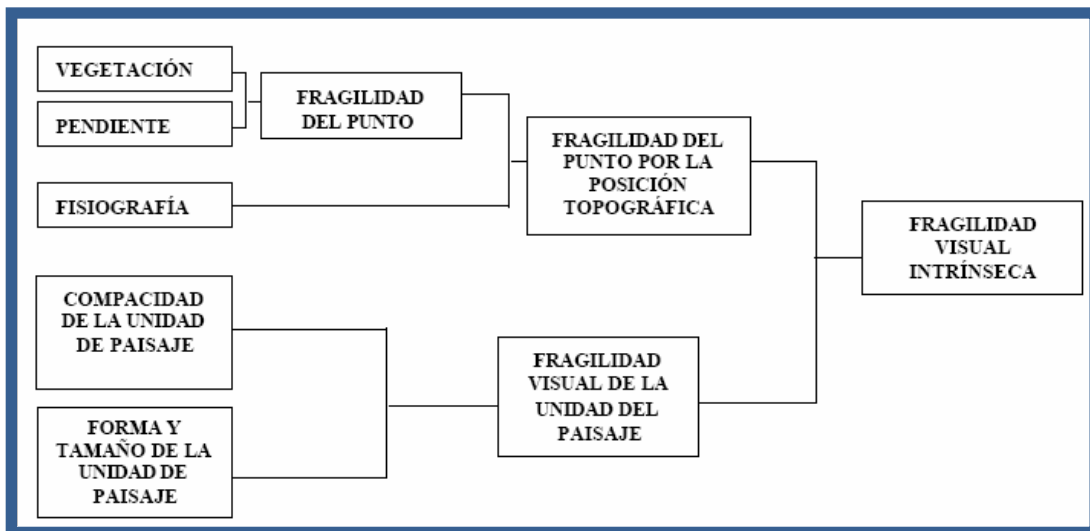 VEGETACIÓN
PENDIENTE
FRAGILIDAD
DEL PUNTO
FISIOGRAFÍA
FRAGILIDAD DEL
PUNTO POR LA
POSICIÓN
TOPOGRÁFICA
COMPACIDAD
DE LA UNIDAD
DE PAISAJE
FORMA Y
TAMAÑO DE LA
UNIDAD DE
PAISAJE
FRAGILIDAD
VISUAL DE LA
UNIDAD DEL
PAISAJE
FRAGILIDAD
VISUAL
INTRÍNSECA